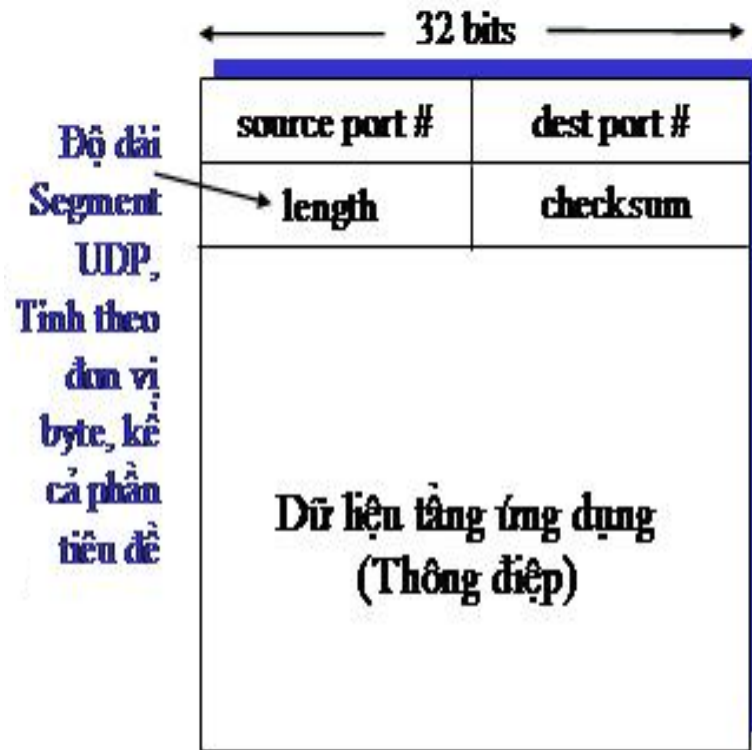 32 bits
source port # dest port #
Độ dài
Segment
UDP,
Tính theo
đơn vị
byte, kể
cả phần
tiêu đề
length checksum
Dữ liệu tầng ứng dụng
(Thông điệp)